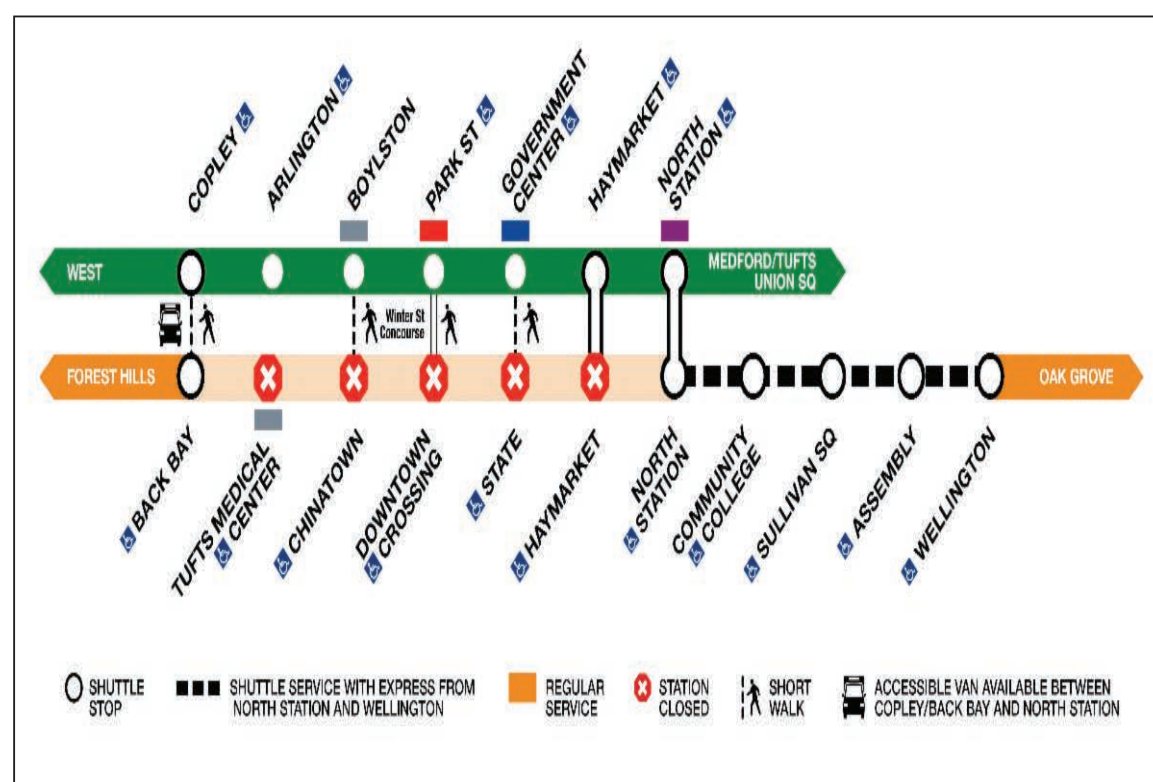 COPLEY
ARLINGTON
BOYLSTON
PARK ST
GOVERNMENT
CENTER
HAYMARKET
NORTH
STATION
WEST
MEDFORD/TUFTS
UNION SQ
Winter St
Concourse
FOREST HILLS
OAK GROVE
BACK BAY
TUFTS MEDICAL
CENTER
CHINATOWN
DOWNTOWN
CROSSING
STATE
HAYMARKET
NORTH
STATION
COMMUNITY
COLLEGE
SULLIVAN SQ
ASSEMBLY
WELLINGTON
SHUTTLE
STOP
SHUTTLE SERVICE WITH EXPRESS FROM
NORTH STATION AND WELLINGTON
REGULAR
SERVICE
STATION
CLOSED
SHORT
WALK
ACCESSIBLE VAN AVAILABLE BETWEEN
COPLEY/BACK BAY AND NORTH STATION